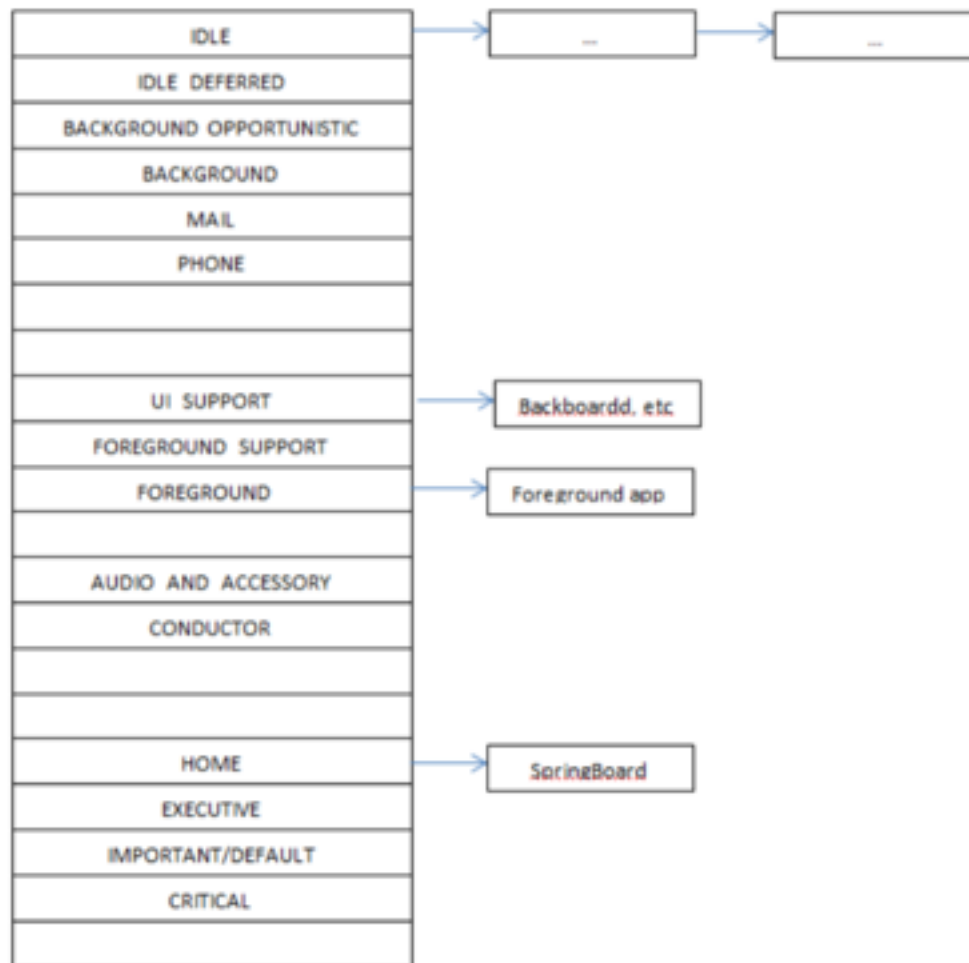 IDLE
...
...
IDLE DEFERRED
BACKGROUND OPPORTUNISTIC
BACKGROUND
MAIL
PHONE
UI SUPPORT
Backboardd, etc
FOREGROUND SUPPORT
FOREGROUND
Foreground app
AUDIO AND ACCESSORY
CONDUCTOR
HOME
SpringBoard
EXECUTIVE
IMPORTANT/DEFAULT
CRITICAL